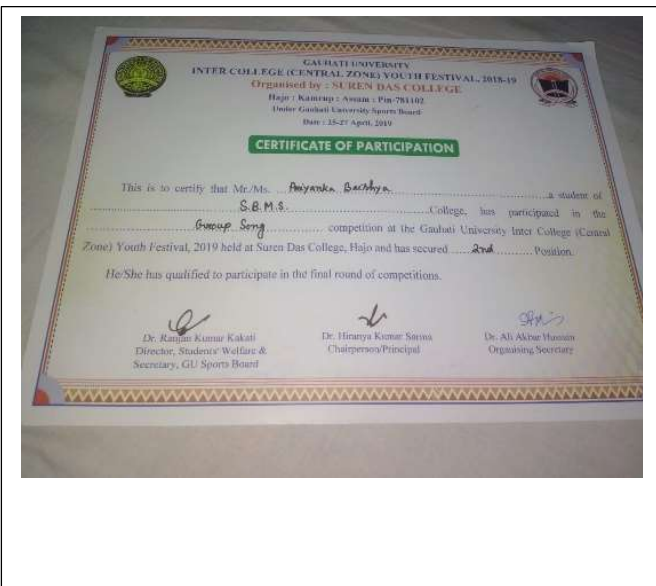 GAUHATI UNIVERSITY
INTER COLLEGE (CENTRAL ZONE) YOUTH FESTIVAL, 2018-19
Organised by : SUREN DAS COLLEGE
Hajo : Kamrup : Assam : Pin-781102
Under Gauhati University Sports Board
Date : 25-27 April, 2019
CERTIFICATE OF PARTICIPATION
This is to certify that Mr./Ms. Priyanka Baishya a student of
S.B.M.S. College, has participated in the
Group Song competition at the Gauhati University Inter College (Central
Zone) Youth Festival, 2019 held at Suren Das College, Hajo and has secured 2nd Position.
He/She has qualified to participate in the final round of competitions.
Dr. Ranjan Kumar Kakati
Director, Students' Welfare &
Secretary, GU Sports Board
Dr. Hiranya Kumar Sarma
Chairperson/Principal
Dr. Ali Akbar Hussain
Organising Secretary